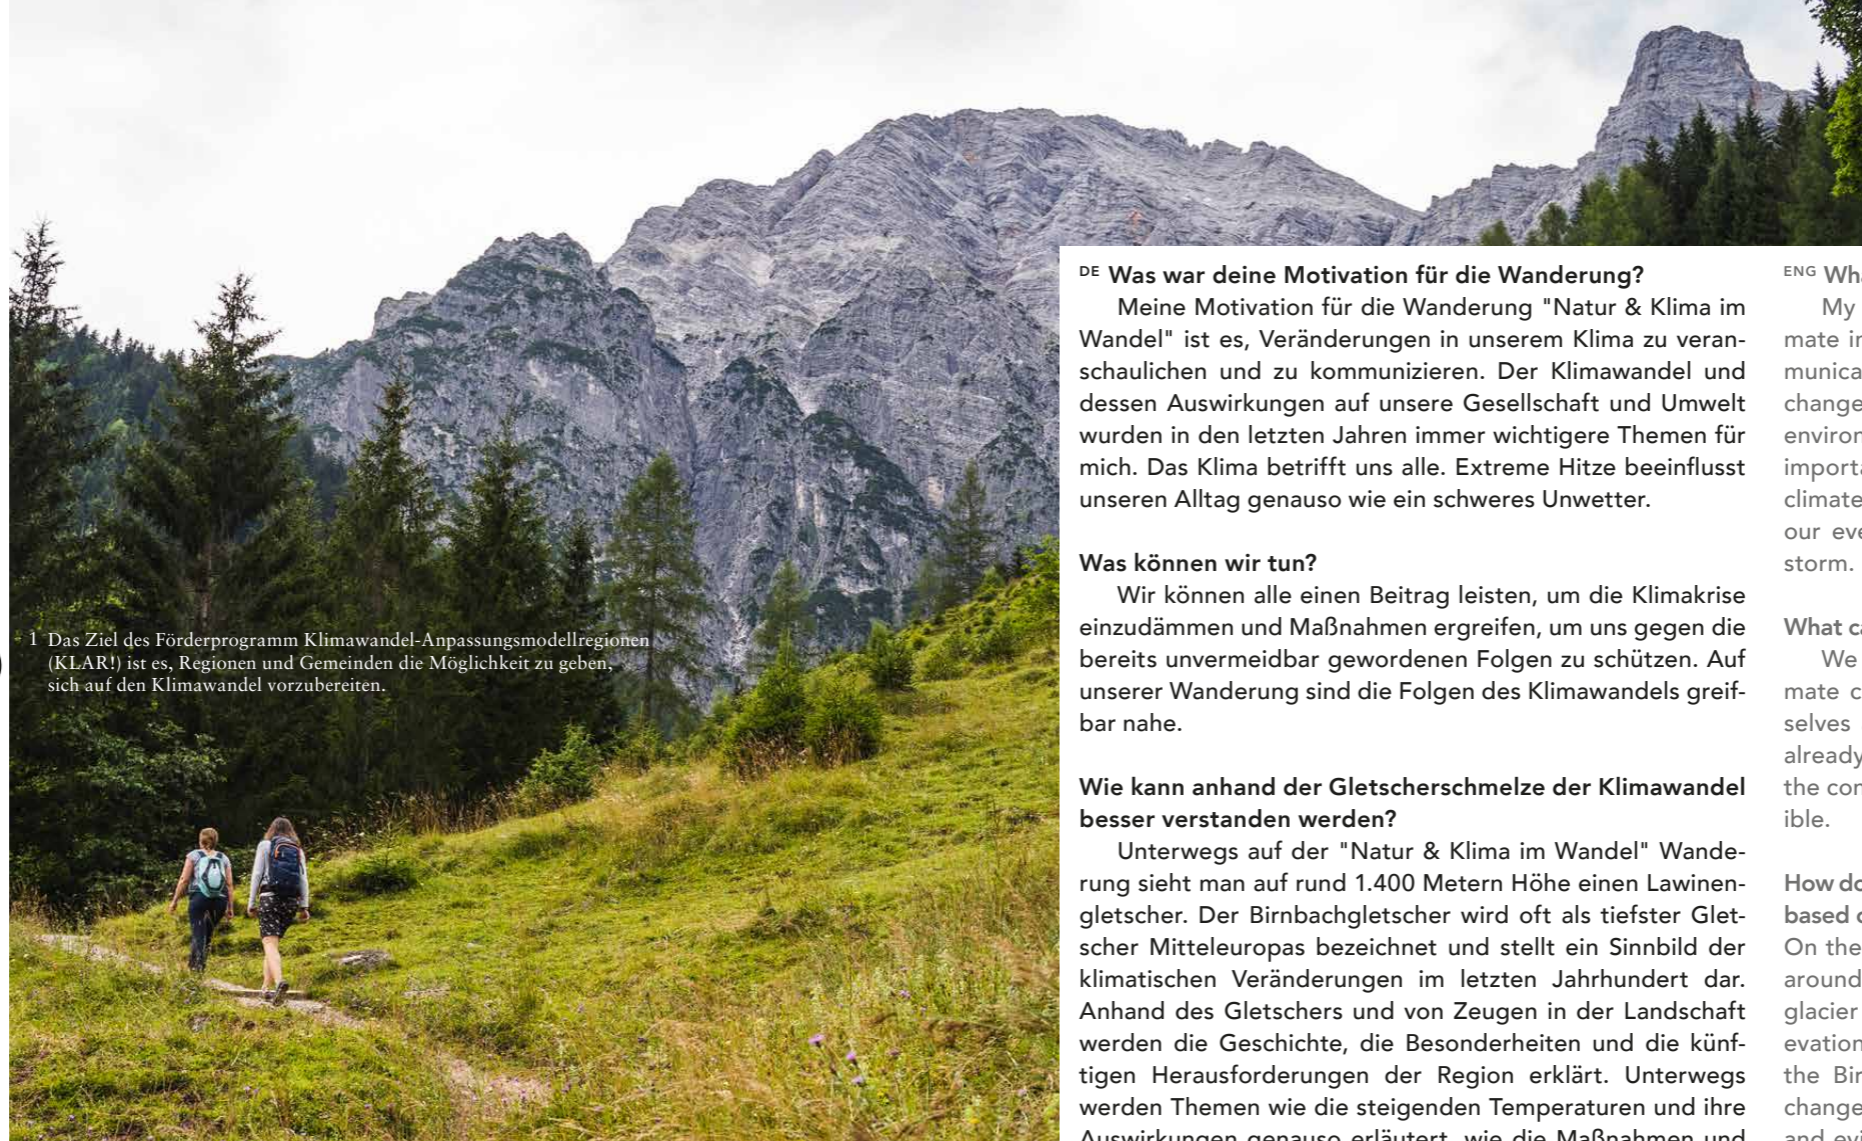 1 Das Ziel des Förderprogramm Klimawandel-Anpassungsmodellregionen
(KLAR!) ist es, Regionen und Gemeinden die Möglichkeit zu geben,
sich auf den Klimawandel vorzubereiten.
DE Was war deine Motivation für die Wanderung?
Meine Motivation für die Wanderung "Natur & Klima im
Wandel" ist es, Veränderungen in unserem Klima zu veran-
schaulichen und zu kommunizieren. Der Klimawandel und
dessen Auswirkungen auf unsere Gesellschaft und Umwelt
wurden in den letzten Jahren immer wichtigere Themen für
mich. Das Klima betrifft uns alle. Extreme Hitze beeinflusst
unseren Alltag genauso wie ein schweres Unwetter.
Was können wir tun?
Wir können alle einen Beitrag leisten, um die Klimakrise
einzudämmen und Maßnahmen ergreifen, um uns gegen die
bereits unvermeidbar gewordenen Folgen zu schützen. Auf
unserer Wanderung sind die Folgen des Klimawandels greif-
bar nahe.
Wie kann anhand der Gletscherschmelze der Klimawandel
besser verstanden werden?
Unterwegs auf der "Natur & Klima im Wandel" Wande-
rung sieht man auf rund 1.400 Metern Höhe einen Lawinen-
gletscher. Der Birnbachgletscher wird oft als tiefster Glet-
scher Mitteleuropas bezeichnet und stellt ein Sinnbild der
klimatischen Veränderungen im letzten Jahrhundert dar.
Anhand des Gletschers und von Zeugen in der Landschaft
werden die Geschichte, die Besonderheiten und die künf-
tigen Herausforderungen der Region erklärt. Unterwegs
werden Themen wie die steigenden Temperaturen und ihre
Auswirkungen genauso erläutert, wie die Maßnahmen und
ENG
My
mate
change
climate
our
storm.
What
We
mate
selves
already
the
ible.
How
based
On the
around
glacier
evation
the
change
and